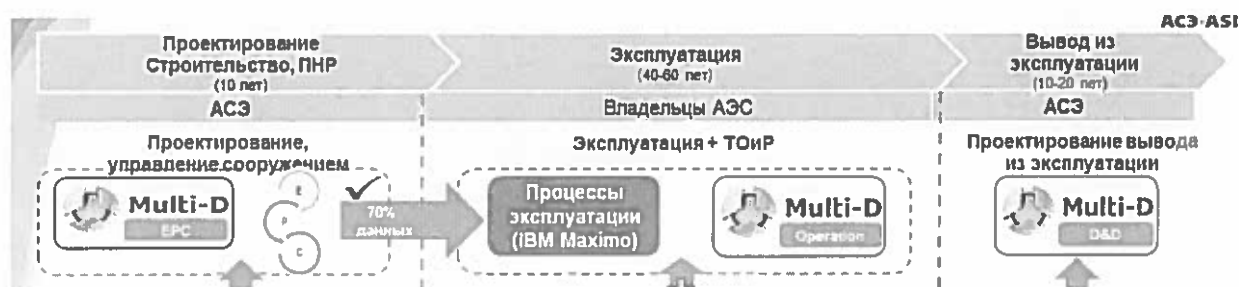 АСЭ·ASE
Проектирование
Строительство, ПНР
(10 лет)
Эксплуатация
(40-60 лет)
Вывод из
эксплуатации
(10-20 лет)
АСЭ
Владельцы АЭС
АСЭ
Проектирование,
управление сооружением
Эксплуатация + ТОиР
Проектирование вывода
из эксплуатации
Multi-D
EPC
E
P
C
70%
данных
Процессы
эксплуатации
(IBM Maximo)
Multi-D
Operation
Multi-D
D&D